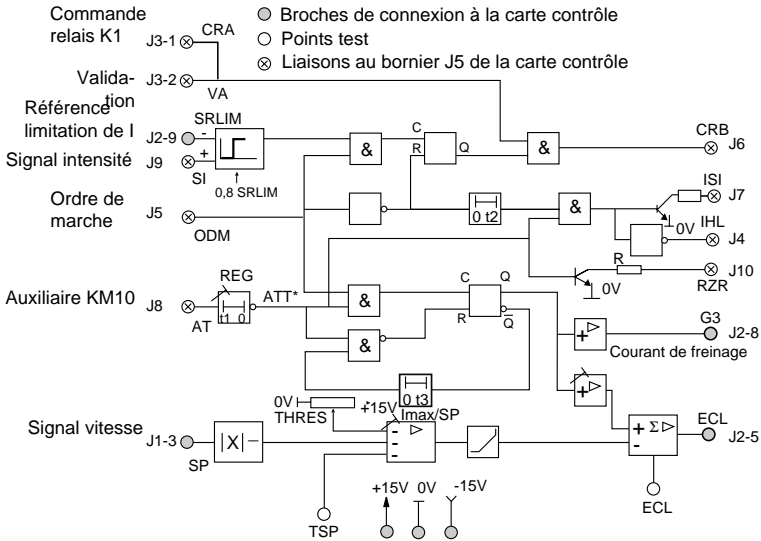 Commande
relais K1
J3-1
CRA
Broches de connexion à la carte contrôle
Points test
Liaisons au bornier J5 de la carte contrôle
Valida-
tion
J3-2
VA
Référence
limitation de I
J2-9
SRLIM
-
+
Signal intensité
J9
SI
0,8 SRLIM
&
C
R
Q
&
CRB
J6
Ordre de
marche
J5
ODM
0 t2
&
ISI
J7
0V
IHL
J4
R
J10
RZR
0V
Auxiliaire KM10
J8
AT
REG
t1 0
ATT*
&
&
C
Q
R
Q
G3
J2-8
+
Courant de freinage
0 t3
+
0V
+15V
THRES
Imax/SP
Signal vitesse
J1-3
SP
|X|
-
-
-
+ Σ
-
ECL
J2-5
ECL
TSP
+15V
0V
-15V